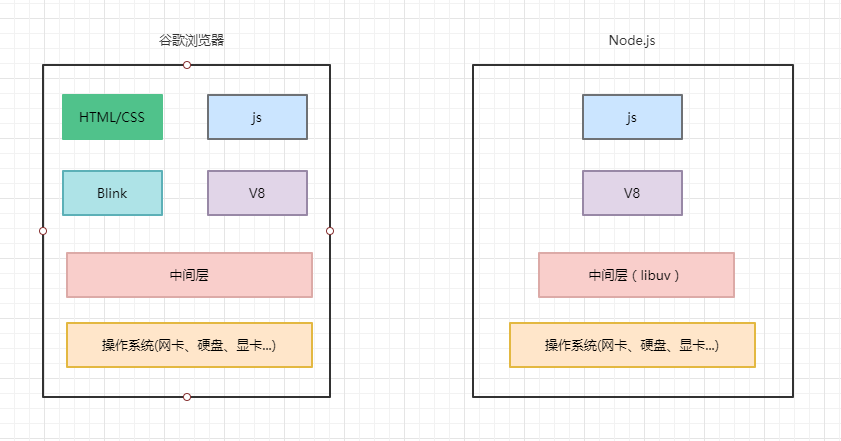 谷歌浏览器
HTML/CSS
js
Blink
V8
中间层
操作系统(网卡、硬盘、显卡...)
Node.js
js
V8
中间层（libuv）
操作系统(网卡、硬盘、显卡...)